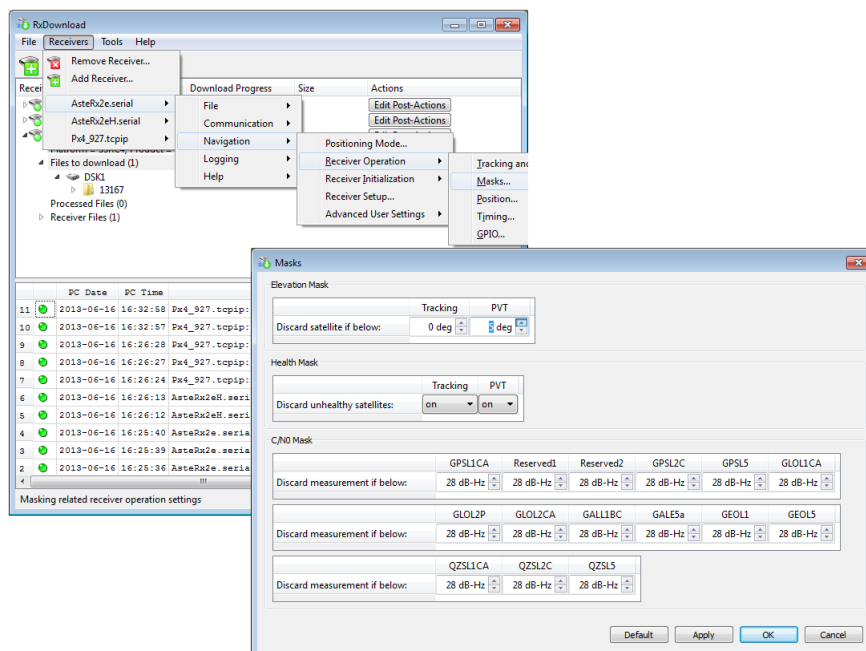 RxDownload
File Receivers Tools Help
Remove Receiver...
Add Receiver...
Download Progress Size Actions
AsteRx2e.serial File Edit Post-Actions
AsteRx2eH.serial Communication Edit Post-Actions
Px4_927.tcpip Navigation Positioning Mode...
Files to download (1) Logging Receiver Operation Tracking
DSK1 Help Receiver Initialization Masks...
13167 Receiver Setup... Position...
Processed Files (0) Advanced User Settings Timing...
Receiver Files (1) GPIO...
Masks
Elevation Mask
Tracking PVT
Discard satellite if below: 0 deg 5 deg
Health Mask
Tracking PVT
Discard unhealthy satellites: on on
C/N0 Mask
GPSL1CA Reserved1 Reserved2 GPSL2C GPSL5 GLOL1CA
Discard measurement if below: 28 dB-Hz 28 dB-Hz 28 dB-Hz 28 dB-Hz 28 dB-Hz 28 dB-Hz
GLOL2P GLOL2CA GALL1BC GALE5a GEOL1 GEOL5
Discard measurement if below: 28 dB-Hz 28 dB-Hz 28 dB-Hz 28 dB-Hz 28 dB-Hz 28 dB-Hz
QZSL1CA QZSL2C QZSL5
Discard measurement if below: 28 dB-Hz 28 dB-Hz 28 dB-Hz
Default Apply OK Cancel
PC Date PC Time
11 2013-06-16 16:32:58 Px4_927.tcpip:
10 2013-06-16 16:32:57 Px4_927.tcpip:
9 2013-06-16 16:26:28 Px4_927.tcpip:
8 2013-06-16 16:26:27 Px4_927.tcpip:
7 2013-06-16 16:26:24 Px4_927.tcpip:
6 2013-06-16 16:26:13 AsteRx2eH.seri
5 2013-06-16 16:26:12 AsteRx2eH.seri
4 2013-06-16 16:25:40 AsteRx2e.seria
3 2013-06-16 16:25:39 AsteRx2e.seria
2 2013-06-16 16:25:36 AsteRx2e.seria
Masking related receiver operation settings